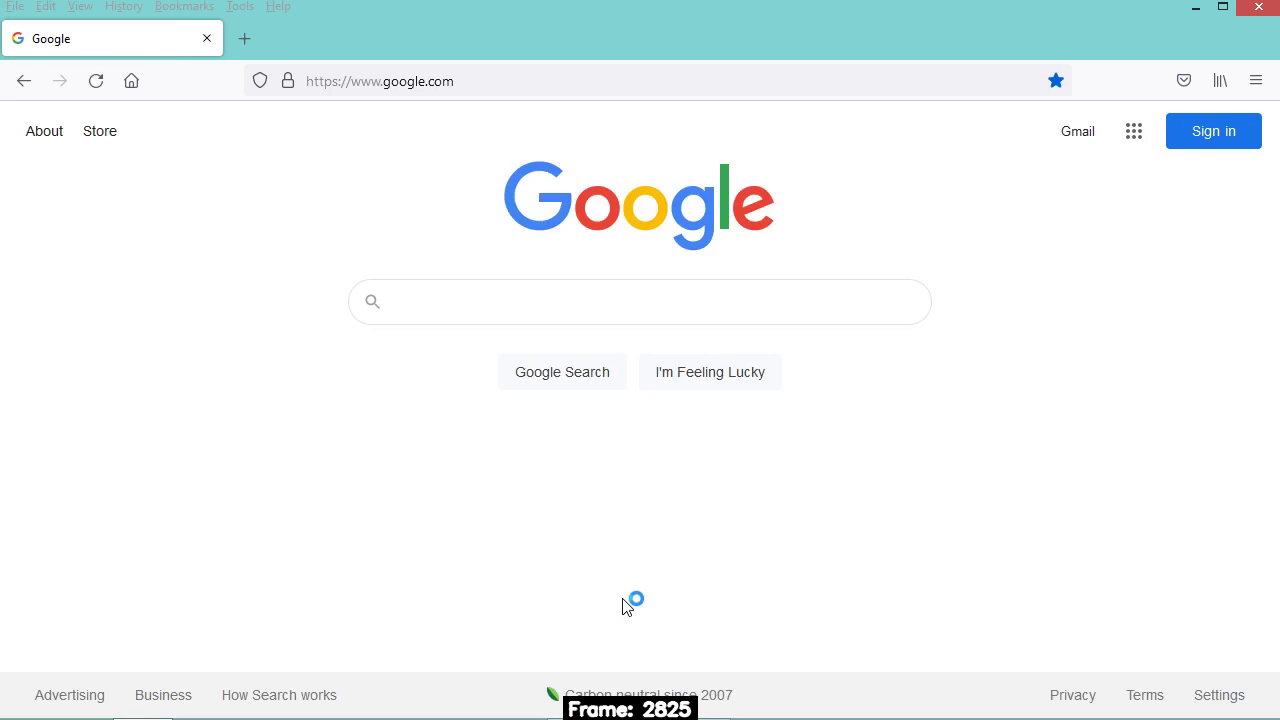 File Edit View History Bookmarks Tools Help
Google
https://www.google.com
About Store Gmail Sign in
Google
Google Search I'm Feeling Lucky
Advertising Business How Search works Carbon neutral since 2007 Privacy Terms Settings
Frame: 2825